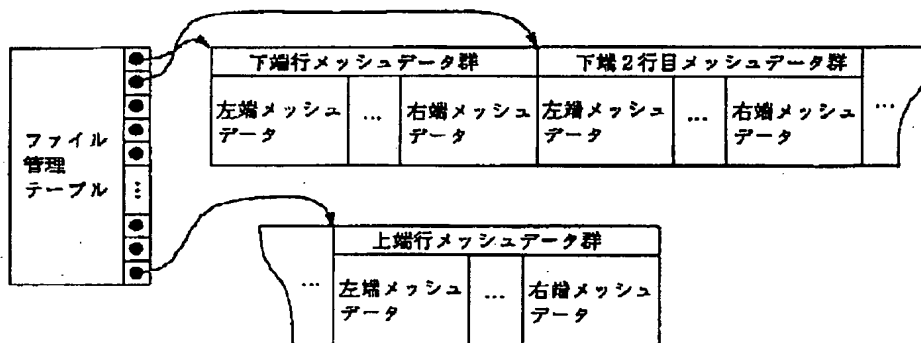 ファイル
管理
テーブル
⋮
下端行メッシュデータ群
左端メッシュ
データ
…
右端メッシュ
データ
下端2行目メッシュデータ群
左端メッシュ
データ
…
右端メッシュ
データ
…
上端行メッシュデータ群
…
左端メッシュ
データ
…
右端メッシュ
データ